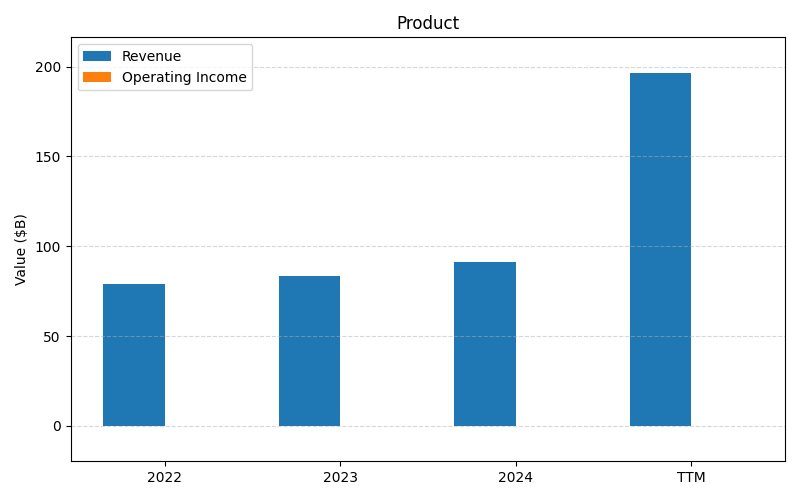 Product
Revenue
Operating Income
Value ($B)
200
150
100
50
0
2022 2023 2024 TTM